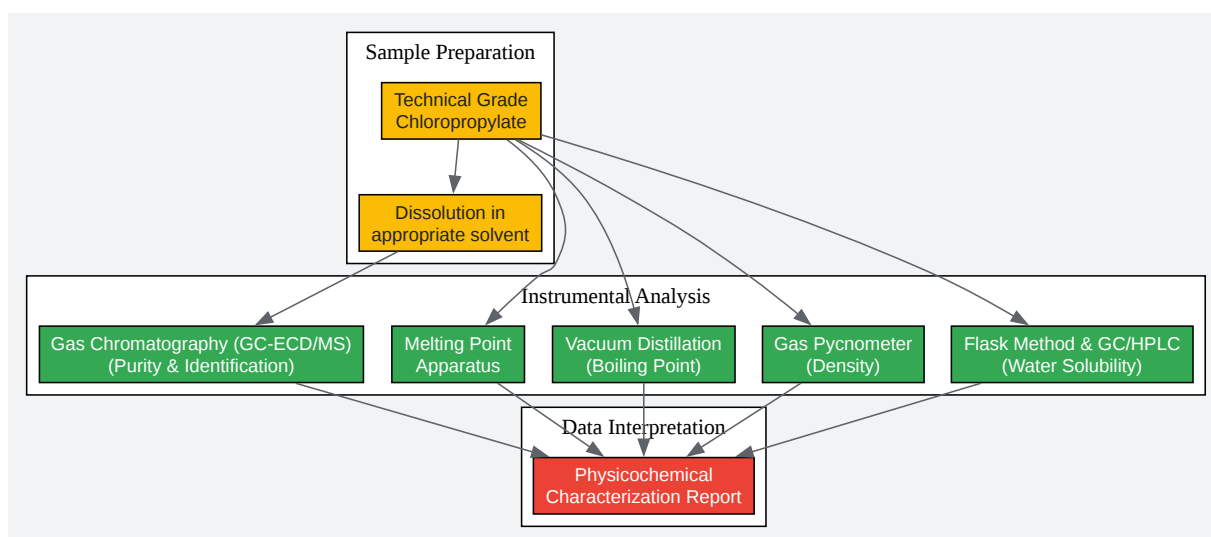 Sample Preparation
Technical Grade
Chloropropylate
Dissolution in
appropriate solvent
Instrumental Analysis
Gas Chromatography (GC-ECD/MS)
(Purity & Identification)
Melting Point
Apparatus
Vacuum Distillation
(Boiling Point)
Gas Pycnometer
(Density)
Flask Method & GC/HPLC
(Water Solubility)
Data Interpretation
Physicochemical
Characterization Report